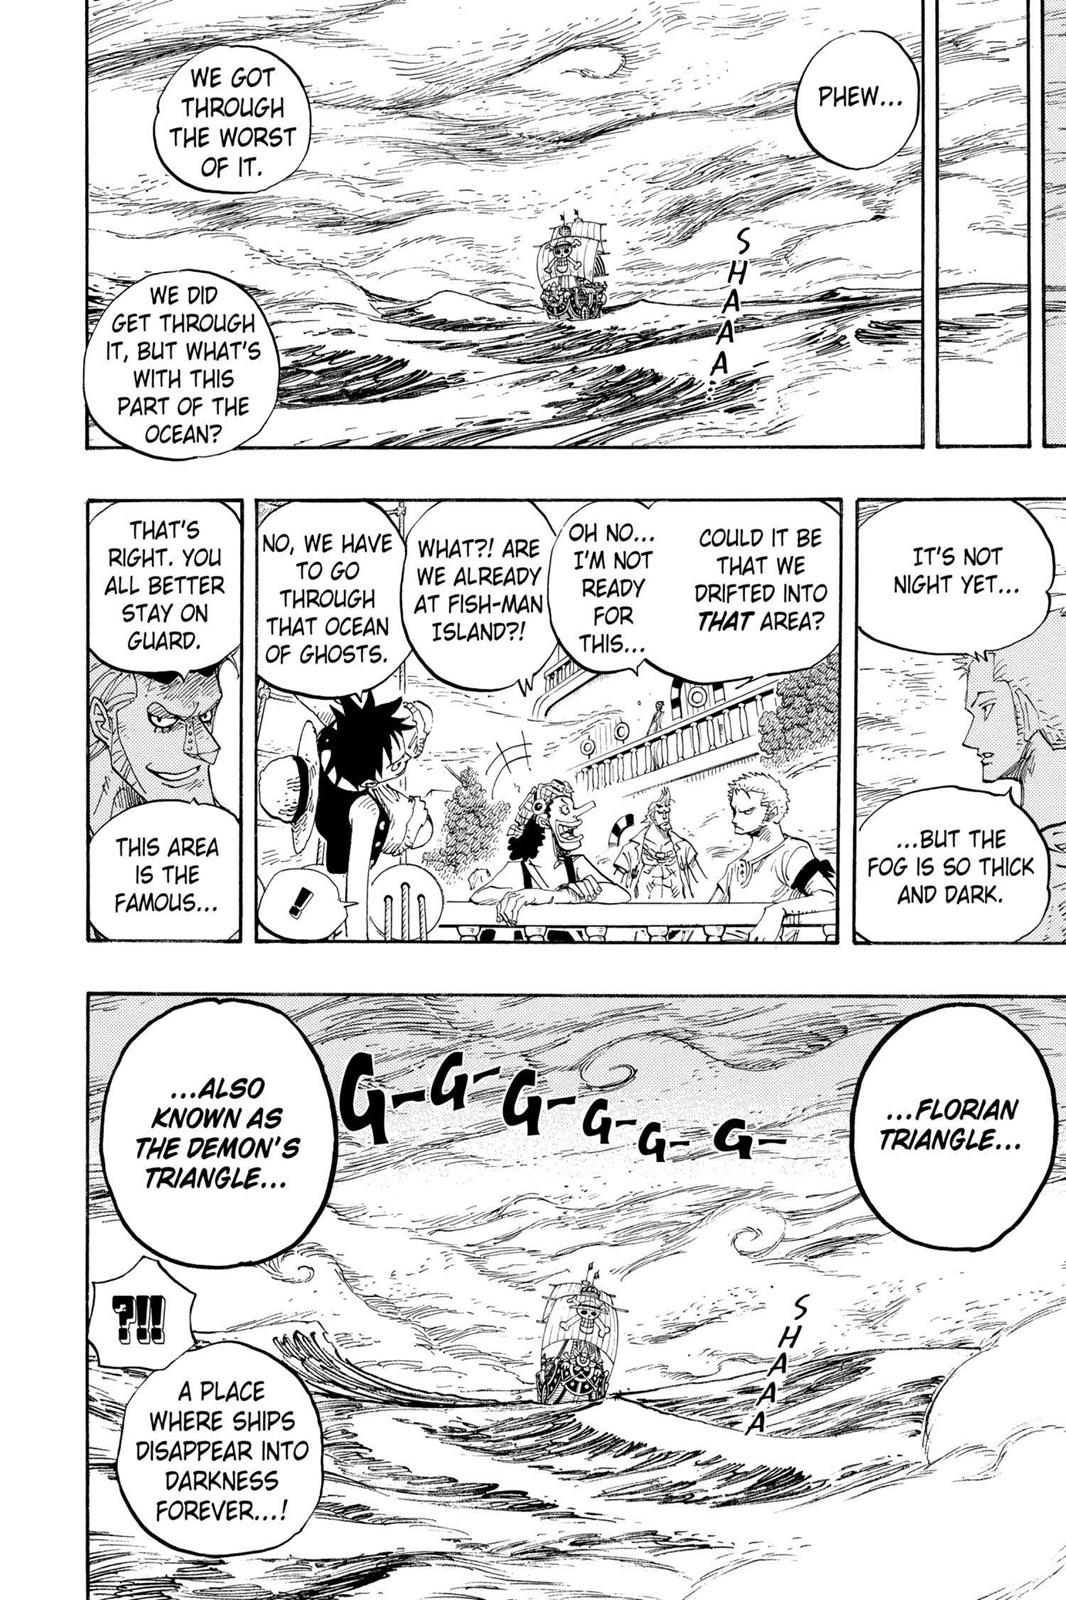 PHEW...
WE GOT
THROUGH
THE WORST
OF IT.
SHAAA...
WE DID
GET THROUGH
IT, BUT WHAT'S
WITH THIS
PART OF THE
OCEAN?
IT'S NOT
NIGHT YET...
...BUT THE
FOG IS SO THICK
AND DARK.
COULD IT BE
THAT WE
DRIFTED INTO
THAT AREA?
OH NO...
I'M NOT
READY
FOR
THIS...
WHAT?! ARE
WE ALREADY
AT FISH-MAN
ISLAND?!
NO, WE HAVE
TO GO
THROUGH
THAT OCEAN
OF GHOSTS.
!
THAT'S
RIGHT. YOU
ALL BETTER
STAY ON
GUARD.
THIS AREA
IS THE
FAMOUS...
...FLORIAN
TRIANGLE...
G-G-G-G-G-G-
...ALSO
KNOWN AS
THE DEMON'S
TRIANGLE...
SHAAA
?!!
A PLACE
WHERE SHIPS
DISAPPEAR INTO
DARKNESS
FOREVER...!